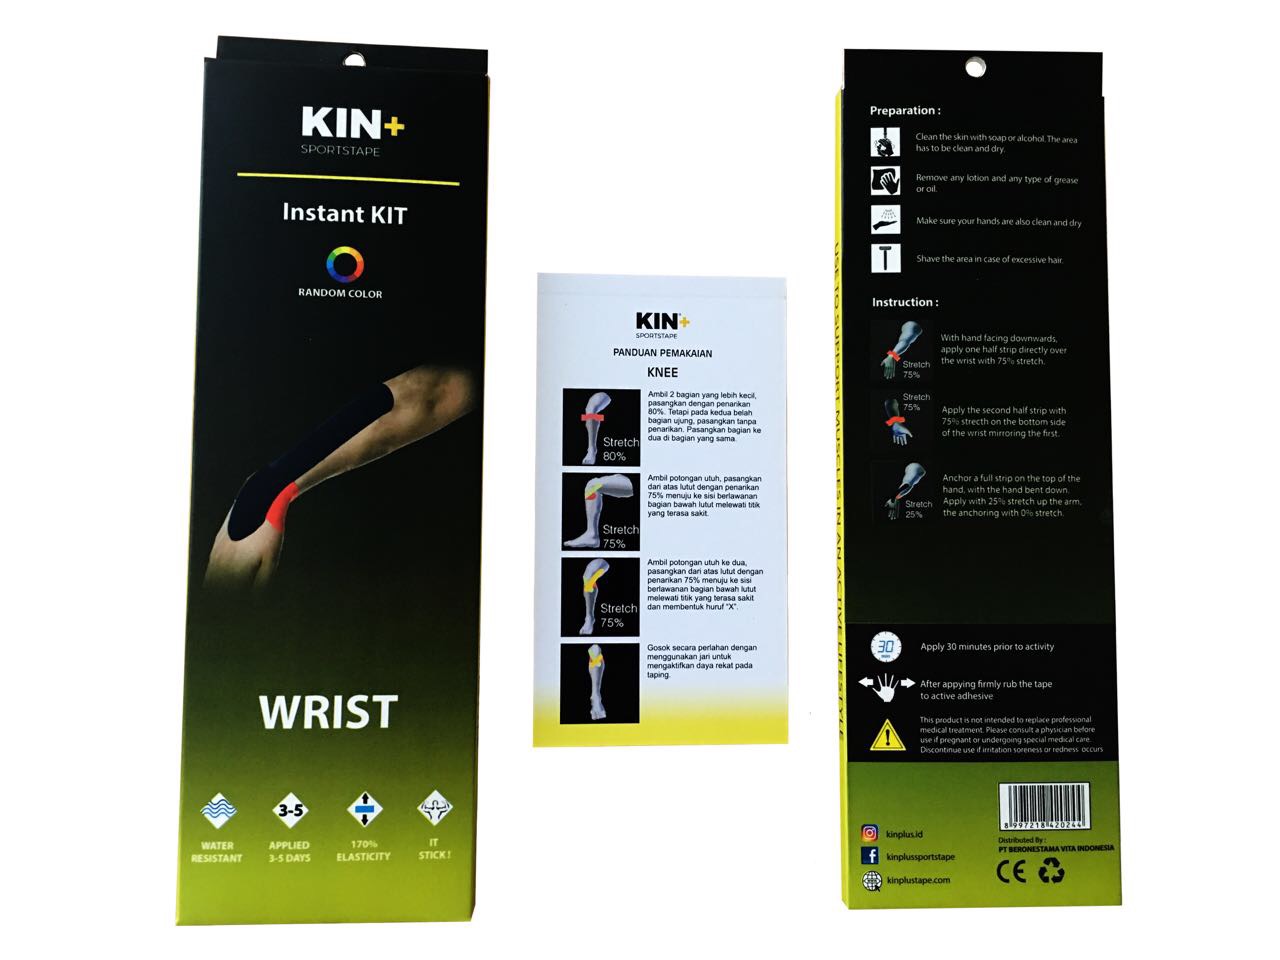 KIN+
SPORTSTAPE
Instant KIT
RANDOM COLOR
WRIST
WATER
RESISTANT
3-5
APPLIED
3-5 DAYS
170%
ELASTICITY
IT
STICK!
KIN+
SPORTSTAPE
PANDUAN PEMAKAIAN
KNEE
Stretch
80%
Ambil 2 bagian yang lebih kecil,
pasangkan dengan penarikan
80%. Tetapi pada kedua belah
bagian ujung, pasangkan tanpa
penarikan. Pasangkan bagian ke
dua di bagian yang sama.
Stretch
75%
Ambil potongan utuh, pasangkan
dari atas lutut dengan penarikan
75% menuju ke sisi berlawanan
bagian bawah lutut melewati titik
yang terasa sakit.
Stretch
75%
Ambil potongan utuh ke dua,
pasangkan dari atas lutut dengan
penarikan 75% menuju ke sisi
berlawanan bagian bawah lutut
melewati titik yang terasa sakit
dan membentuk huruf "X".
Gosok secara perlahan dengan
menggunakan jari untuk
mengaktifkan daya rekat pada
taping.
USE TO SUPPORT MUSCLES IN AN ACTIVE LIFESTYLE
Preparation :
Clean the skin with soap or alcohol. The area
has to be clean and dry.
Remove any lotion and any type of grease
or oil.
Make sure your hands are also clean and dry
Shave the area in case of excessive hair.
Instruction :
Stretch
75%
With hand facing downwards,
apply one half strip directly over
the wrist with 75% stretch.
Stretch
75%
Apply the second half strip with
75% strecth on the bottom side
of the wrist mirroring the first.
Stretch
25%
Anchor a full strip on the top of the
hand, with the hand bent down.
Apply with 25% stretch up the arm,
the anchoring with 0% stretch.
30
Apply 30 minutes prior to activity
After appying firmly rub the tape
to active adhesive
This product is not intended to replace professional
medical treatment. Please consult a physician before
use if pregnant or undergoing special medical care.
Discontinue use if irritation soreness or redness occurs
kinplus.id
kinplussportstape
kinplustape.com
8 997218 420244
Distributed By :
PT BERONESTAMA VITA INDONESIA
CE